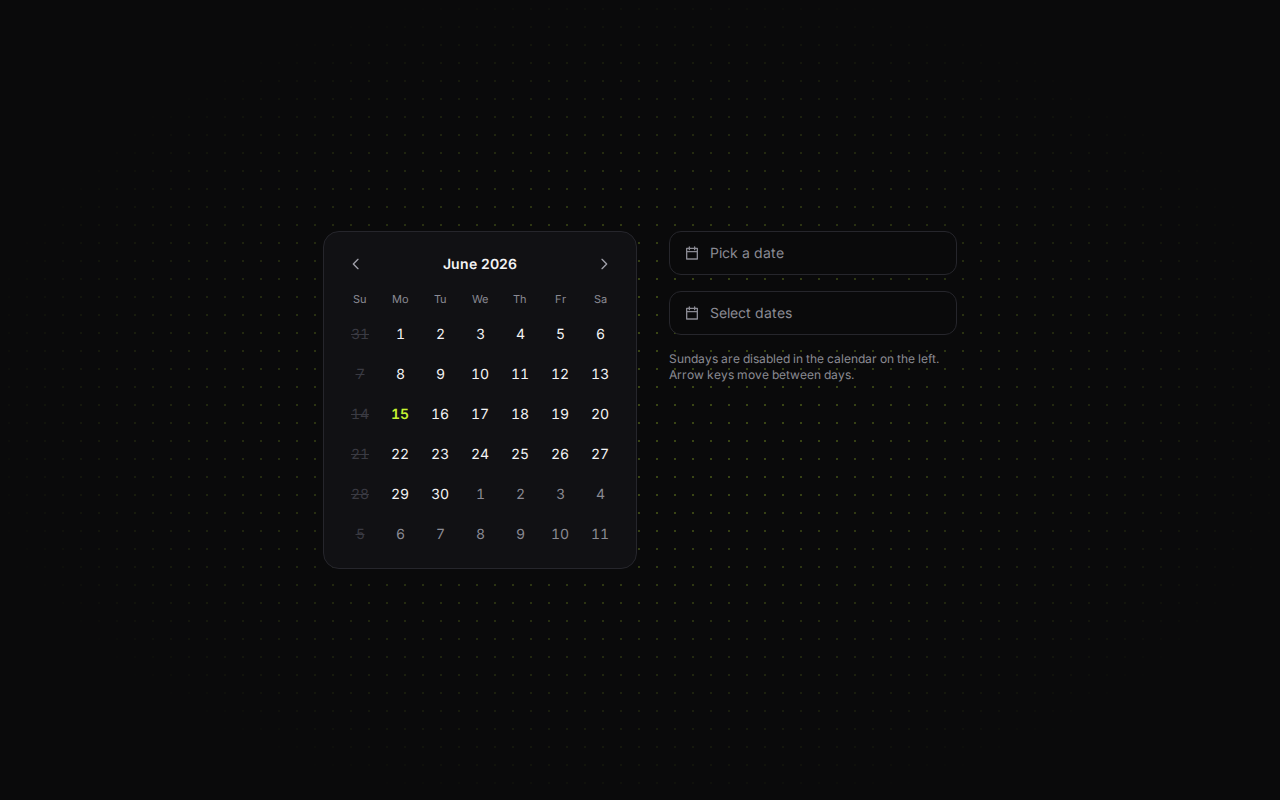 June 2026
Su Mo Tu We Th Fr Sa
31 1 2 3 4 5 6
7 8 9 10 11 12 13
14 15 16 17 18 19 20
21 22 23 24 25 26 27
28 29 30 1 2 3 4
5 6 7 8 9 10 11
Pick a date
Select dates
Sundays are disabled in the calendar on the left.
Arrow keys move between days.